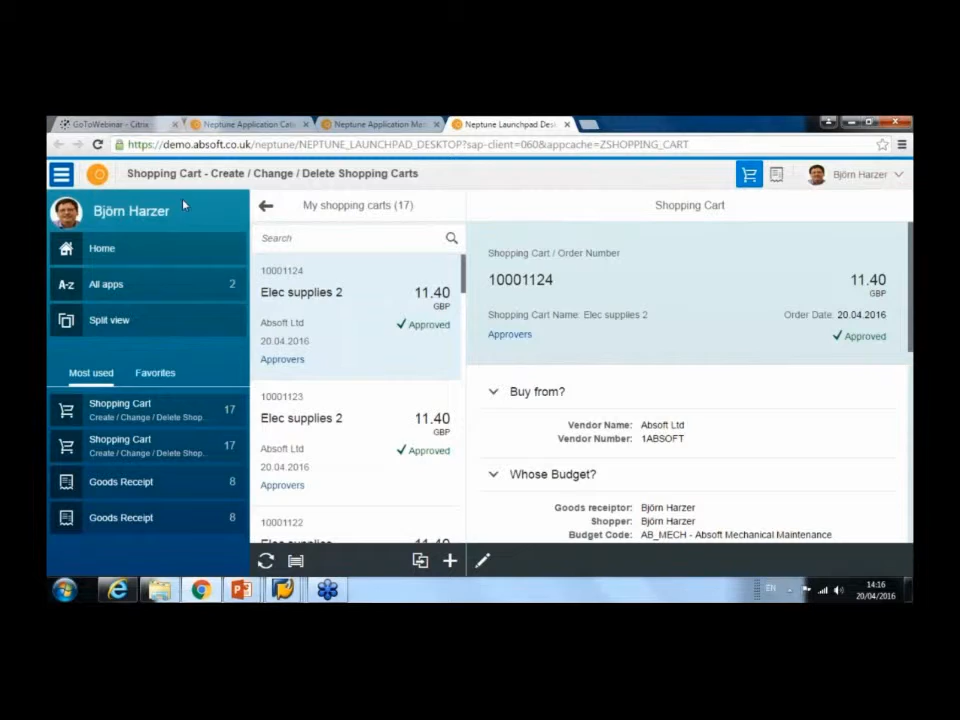 GoToWebinar - Citrix
Neptune Application Cat
Neptune Application Man
Neptune Launchpad Desk
https://demo.absoft.co.uk/neptune/NEPTUNE_LAUNCHPAD_DESKTOP?sap-client=060&appcache=ZSHOPPING_CART
Shopping Cart - Create / Change / Delete Shopping Carts
Björn Harzer
Björn Harzer
Home
A-z All apps 2
Split view
Most used Favorites
Shopping Cart
Create / Change / Delete Shop... 17
Shopping Cart
Create / Change / Delete Shop... 17
Goods Receipt 8
Goods Receipt 8
My shopping carts (17)
Search
10001124
Elec supplies 2 11.40
GBP
Absoft Ltd Approved
20.04.2016
Approvers
10001123
Elec supplies 2 11.40
GBP
Absoft Ltd Approved
20.04.2016
Approvers
10001122
Elec supplies 2 11.40
Shopping Cart
Shopping Cart / Order Number
10001124 11.40
GBP
Shopping Cart Name: Elec supplies 2 Order Date: 20.04.2016
Approvers Approved
Buy from?
Vendor Name: Absoft Ltd
Vendor Number: 1ABSOFT
Whose Budget?
Goods receiptor: Björn Harzer
Shopper: Björn Harzer
Budget Code: AB_MECH - Absoft Mechanical Maintenance
EN
14:16
20/04/2016